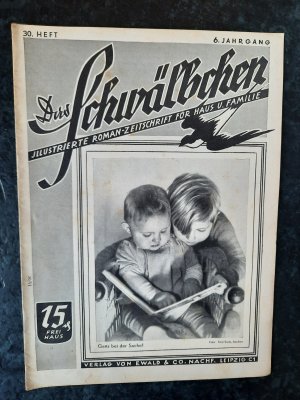 30. HEFT
6. JAHRGANG
Das Schwälbchen
JLLUSTRIERTE ROMAN-ZEITSCHRIFT FÜR HAUS U. FAMILIE
15 ₰
FREI
HAUS
Ganz bei der Sache!
VERLAG VON EWALD & CO. NACHF. LEIPZIG C1